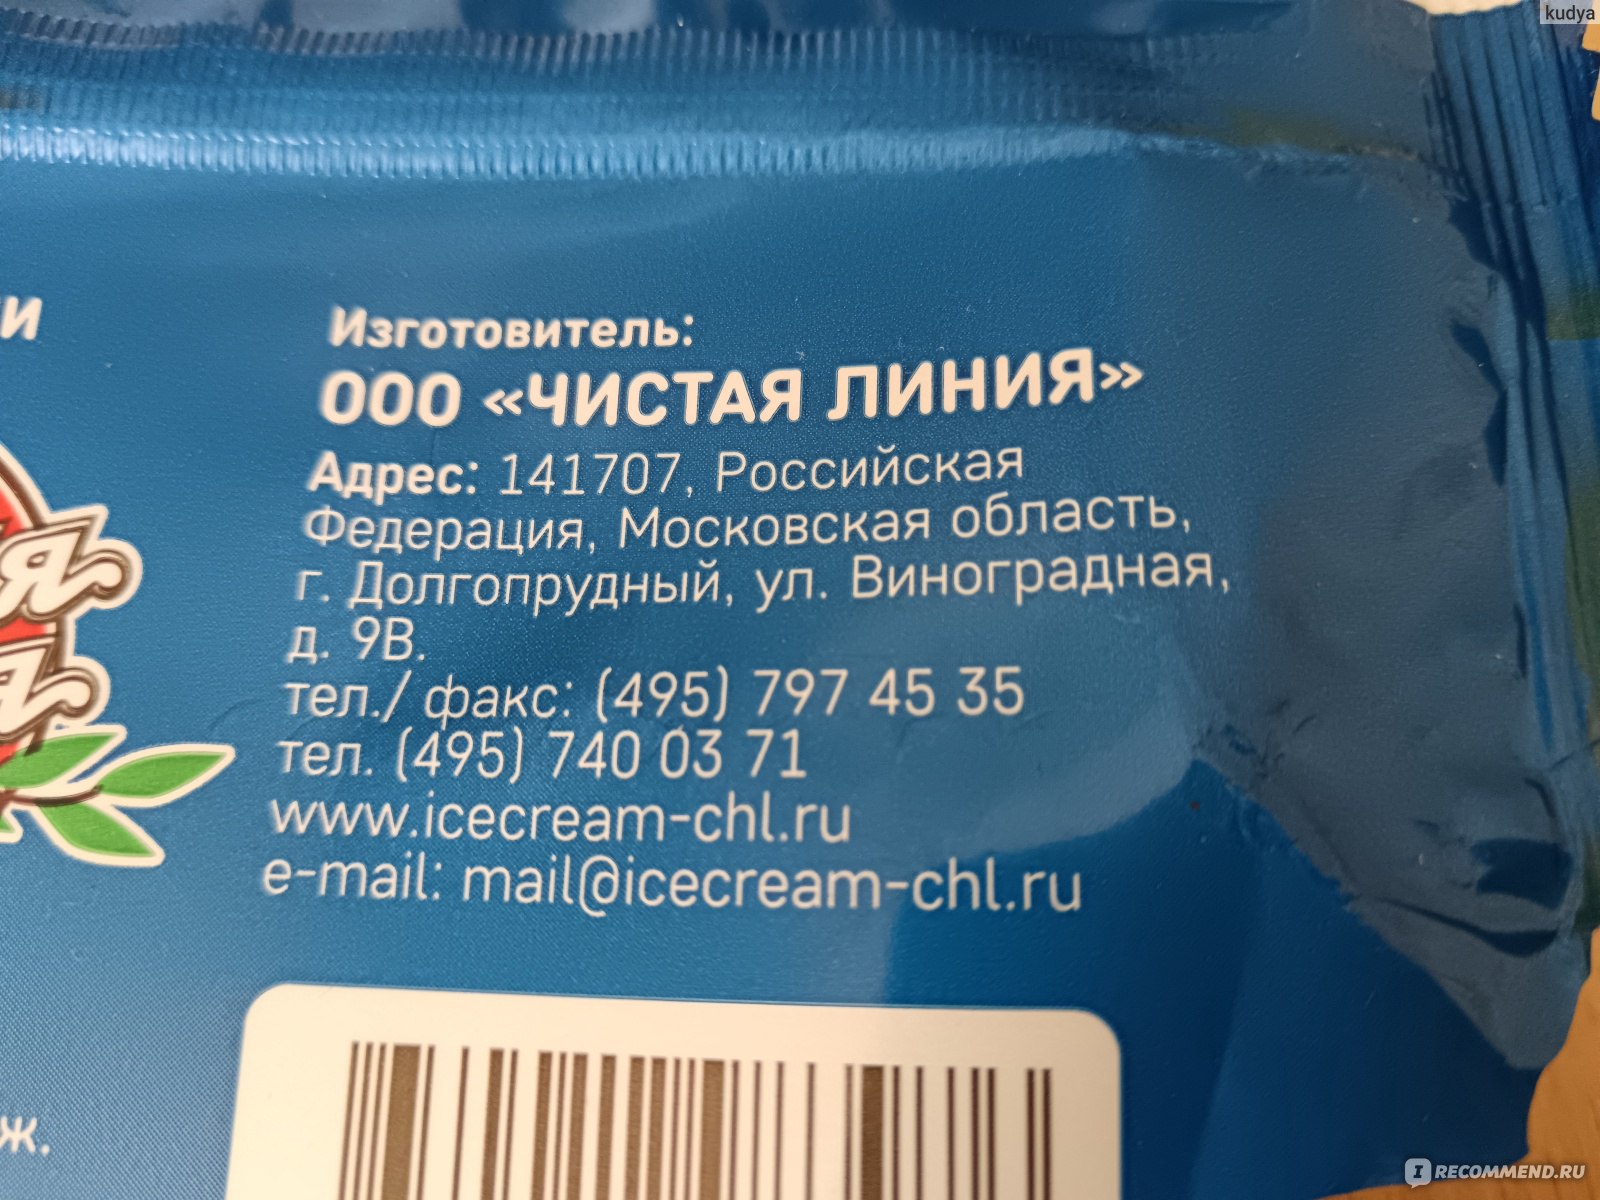 kudya
и
Изготовитель:
ООО «ЧИСТАЯ ЛИНИЯ»
Адрес: 141707, Российская
Федерация, Московская область,
г. Долгопрудный, ул. Виноградная,
д. 9В.
тел./ факс: (495) 797 45 35
тел. (495) 740 03 71
www.icecream-chl.ru
e-mail: mail@icecream-chl.ru
я
я
ж.
IRECOMMEND.RU